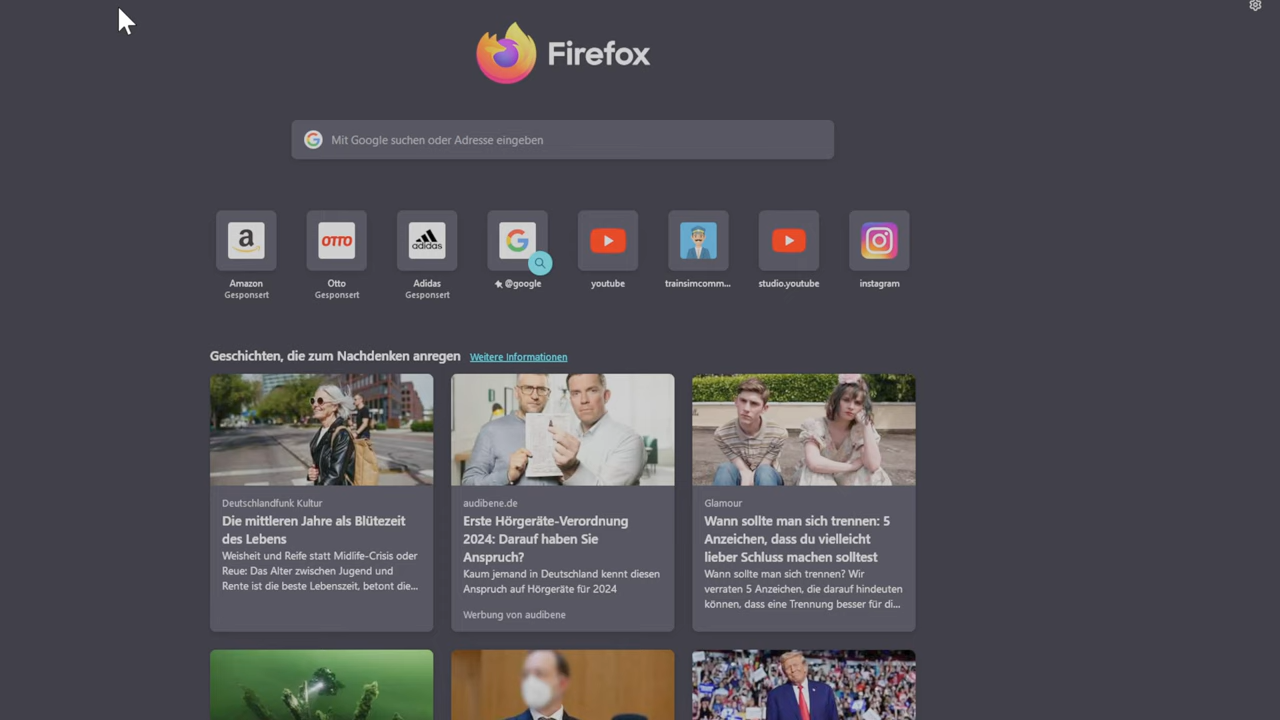 Firefox
Mit Google suchen oder Adresse eingeben
a
OTTO
adidas
Amazon
Gesponsert
Otto
Gesponsert
Adidas
Gesponsert
@google
youtube
trainsimcomm...
studio.youtube
instagram
Geschichten, die zum Nachdenken anregen Weitere Informationen
Deutschlandfunk Kultur
Die mittleren Jahre als Blütezeit
des Lebens
Weisheit und Reife statt Midlife-Crisis oder
Reue: Das Alter zwischen Jugend und
Rente ist die beste Lebenszeit, betont die...
audibene.de
Erste Hörgeräte-Verordnung
2024: Darauf haben Sie
Anspruch?
Kaum jemand in Deutschland kennt diesen
Anspruch auf Hörgeräte für 2024
Werbung von audibene
Glamour
Wann sollte man sich trennen: 5
Anzeichen, dass du vielleicht
lieber Schluss machen solltest
Wann sollte man sich trennen? Wir
verraten 5 Anzeichen, die darauf hindeuten
können, dass eine Trennung besser für di...